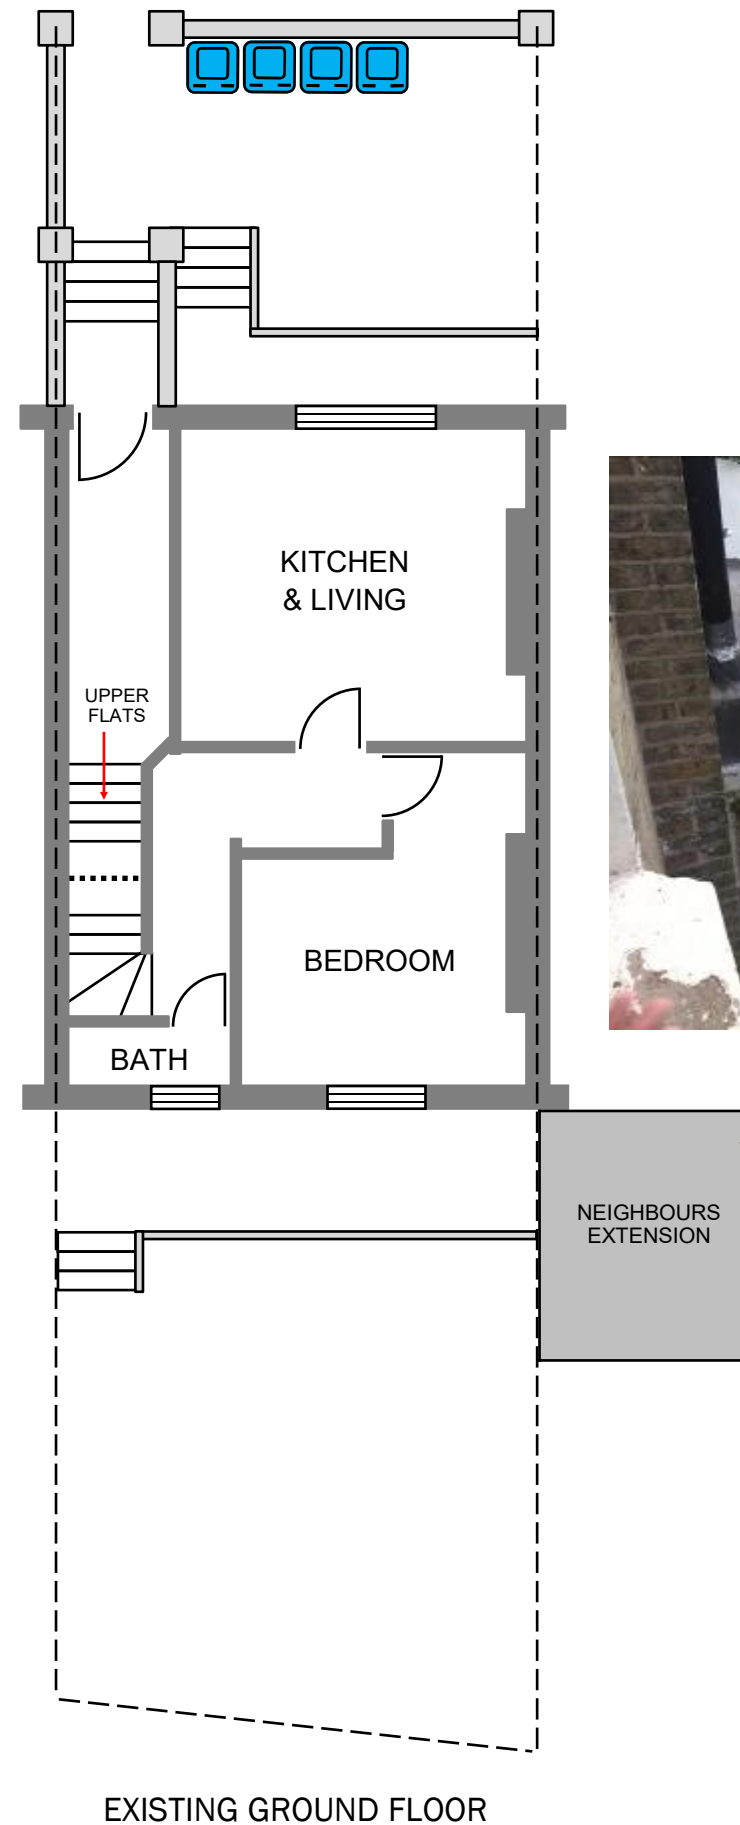 KITCHEN
& LIVING
UPPER
FLATS
BEDROOM
BATH
NEIGHBOURS
EXTENSION
EXISTING GROUND FLOOR